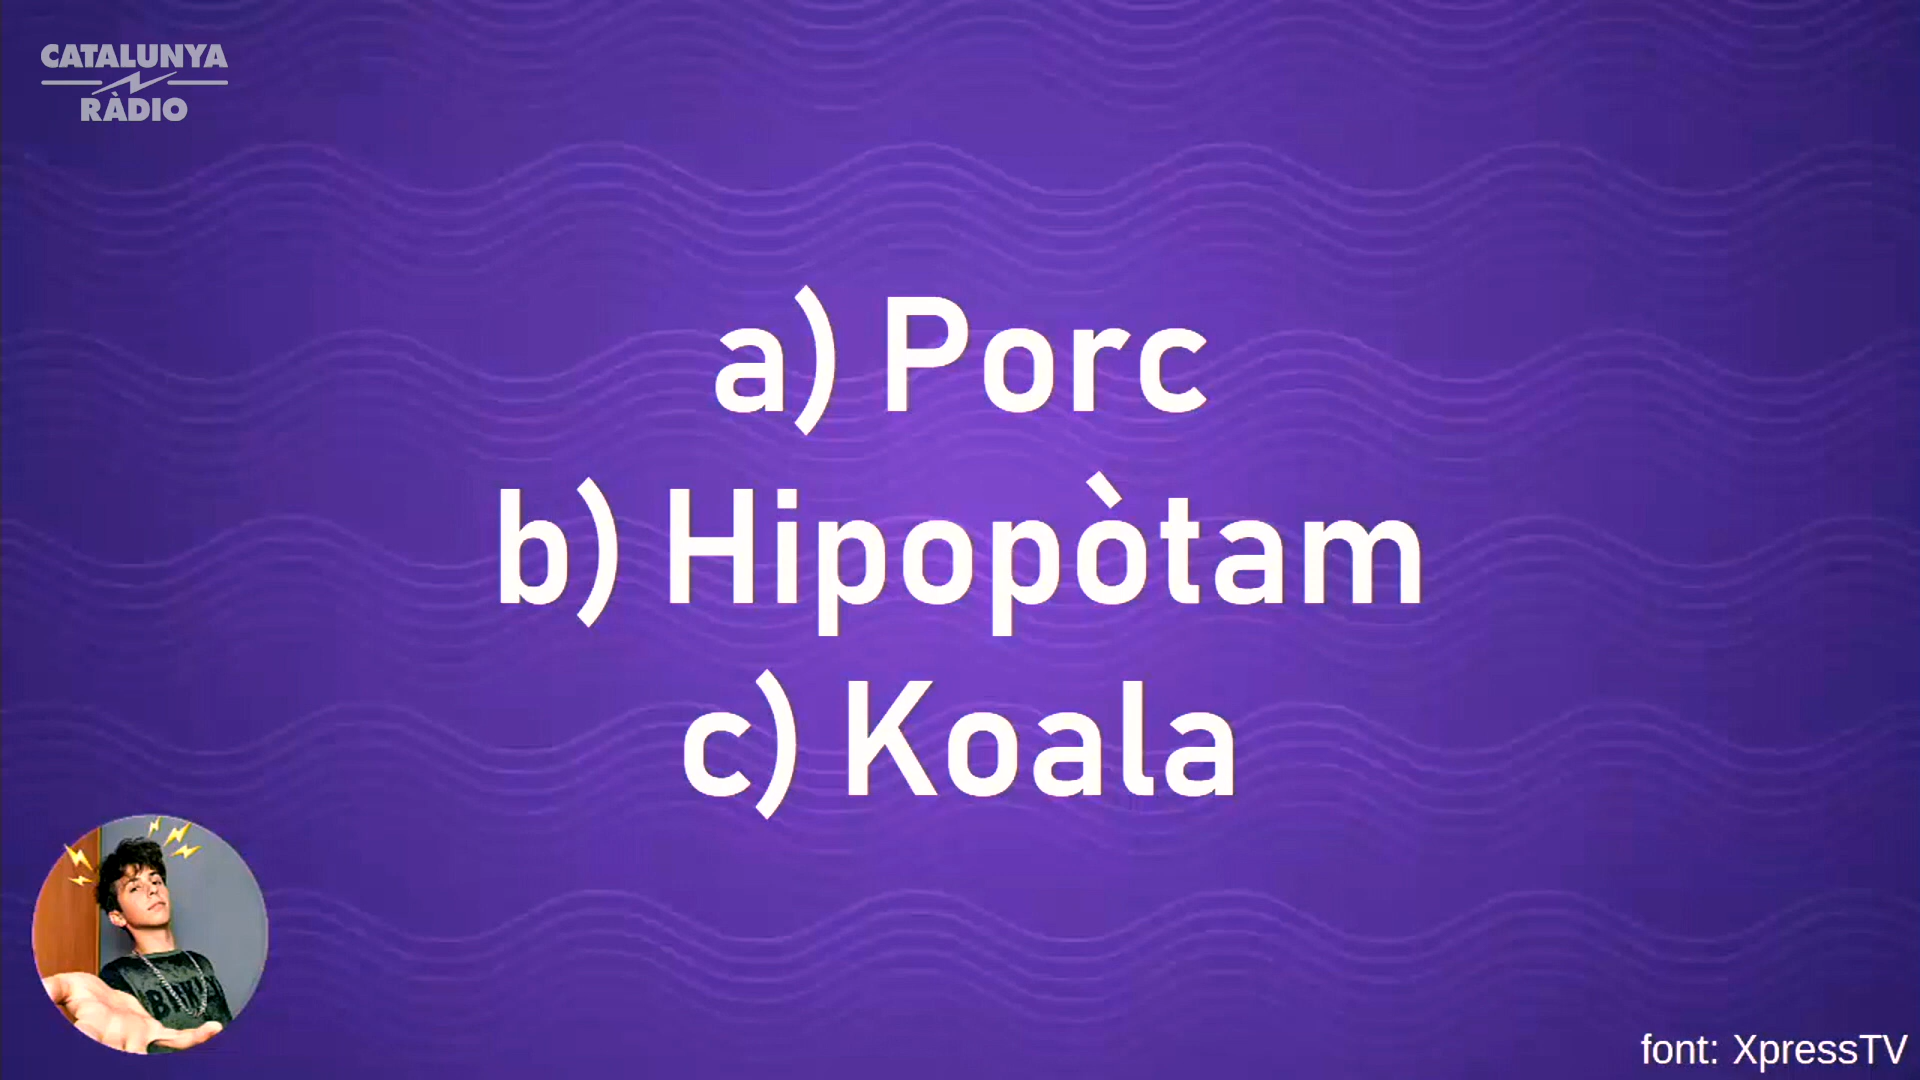 CATALUNYA
RÀDIO
a) Porc
b) Hipopòtam
c) Koala
font: XpressTV